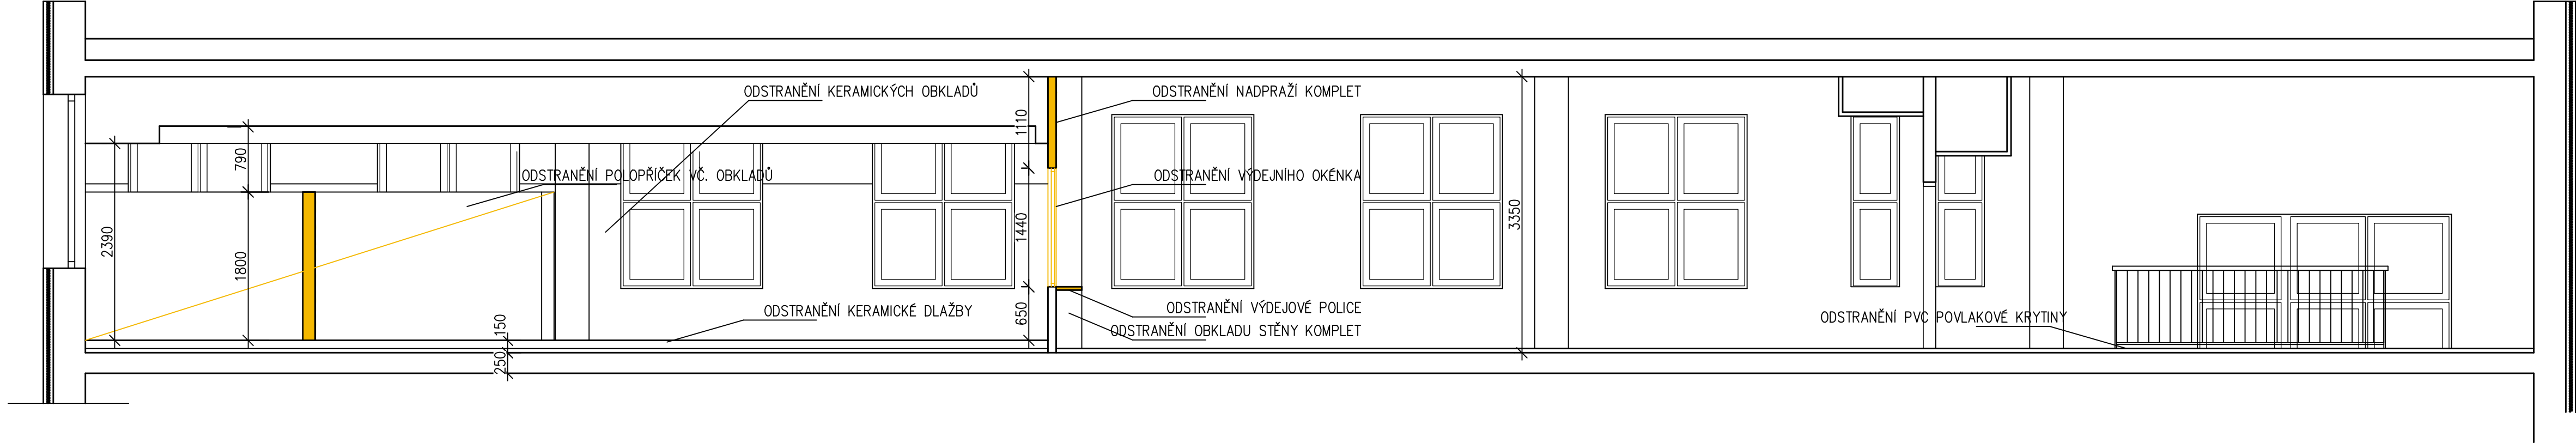 ODSTRANĚNÍ KERAMICKÝCH OBKLADŮ
ODSTRANĚNÍ NADPRAŽÍ KOMPLET
1110
790
ODSTRANĚNÍ POLOPŘÍČEK VČ. OBKLADŮ
ODSTRANĚNÍ VÝDEJNÍHO OKÉNKA
2390
1800
1440
3350
ODSTRANĚNÍ KERAMICKÉ DLAŽBY
650
ODSTRANĚNÍ VÝDEJOVÉ POLICE
ODSTRANĚNÍ PVC POVLAKOVÉ KRYTINY
150
ODSTRANĚNÍ OBKLADU STĚNY KOMPLET
250